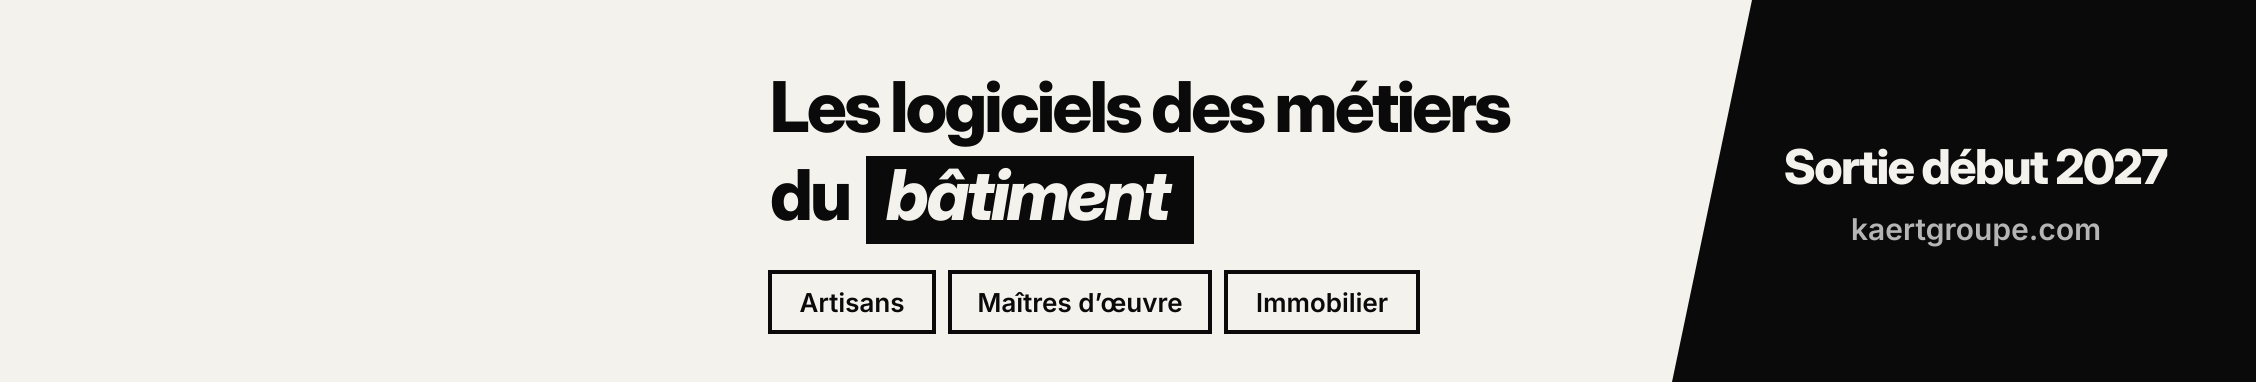 Les logiciels des métiers
du bâtiment
Artisans
Maîtres d’œuvre
Immobilier
Sortie début 2027
kaertgroupe.com